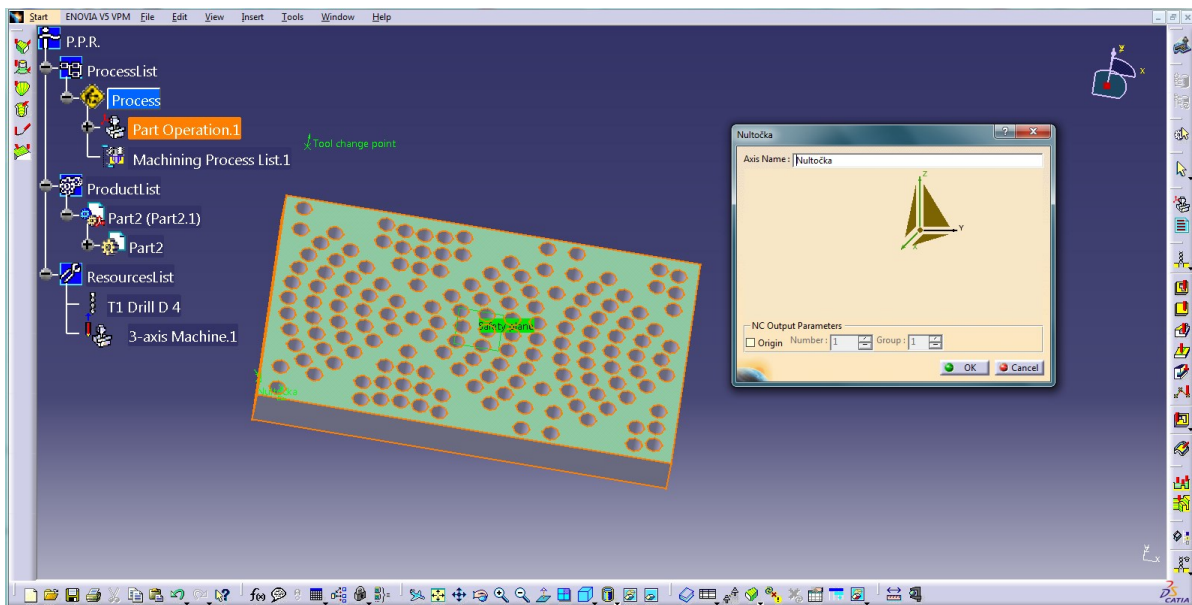 Start ENOVIA V5 VPM File Edit View Insert Tools Window Help
P.P.R.
ProcessList
Process
Part Operation.1
Machining Process List.1
ProductList
Part2 (Part2.1)
Part2
ResourcesList
T1 Drill D 4
3-axis Machine.1
Tool change point
Safety plane
Nultočka
y
x
Nultočka
Axis Name : Nultočka
Z
Y
X
NC Output Parameters
Origin Number : 1 Group : 1
OK Cancel
f(x)
CATIA